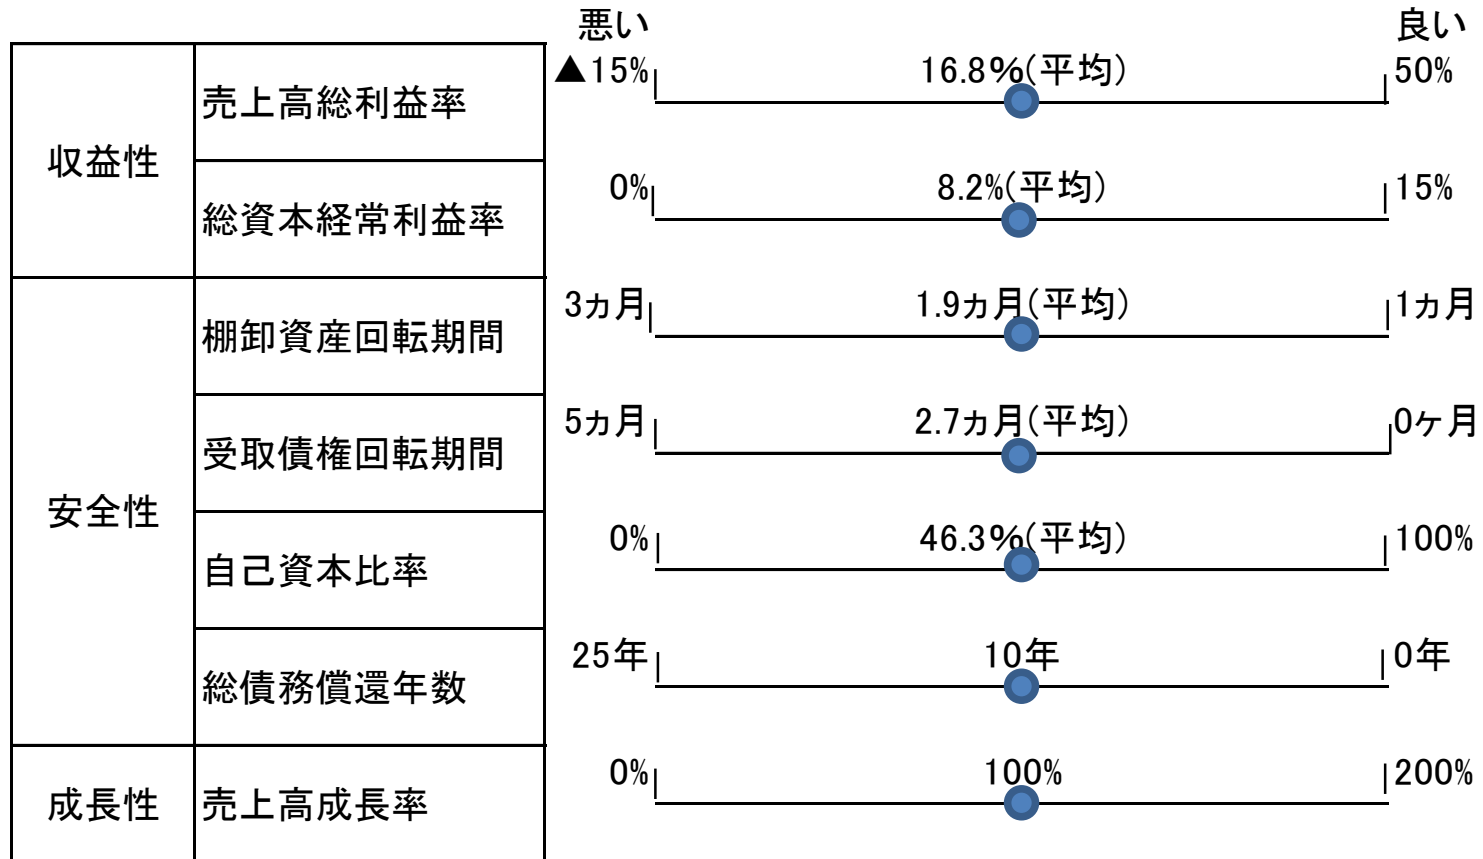 悪い 良い
収益性
売上高総利益率
▲15% 16.8%(平均) 50%
総資本経常利益率
0% 8.2%(平均) 15%
安全性
棚卸資産回転期間
3ヵ月 1.9ヵ月(平均) 1ヵ月
受取債権回転期間
5ヵ月 2.7ヵ月(平均) 0ヶ月
自己資本比率
0% 46.3%(平均) 100%
総債務償還年数
25年 10年 0年
成長性
売上高成長率
0% 100% 200%